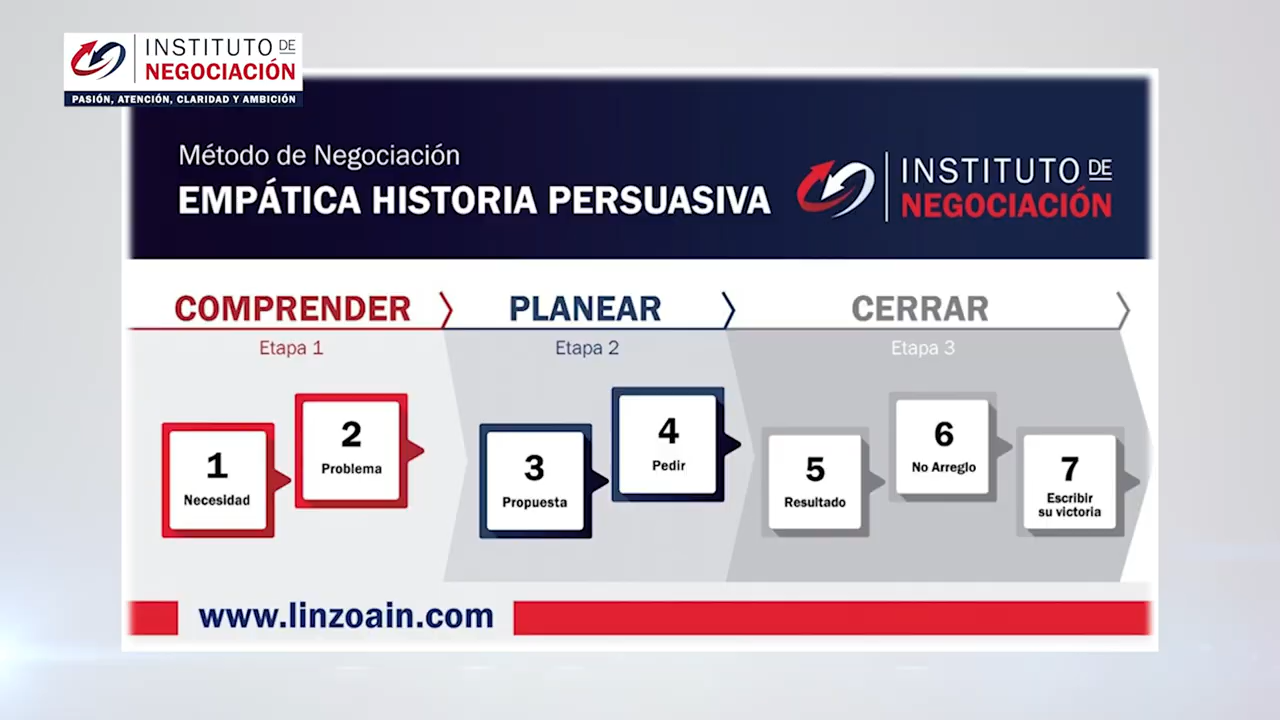 INSTITUTO DE
NEGOCIACIÓN
PASIÓN, ATENCIÓN, CLARIDAD Y AMBICIÓN
Método de Negociación
EMPÁTICA HISTORIA PERSUASIVA
INSTITUTO DE
NEGOCIACIÓN
COMPRENDER
Etapa 1
PLANEAR
Etapa 2
CERRAR
Etapa 3
1
Necesidad
2
Problema
3
Propuesta
4
Pedir
5
Resultado
6
No Arreglo
7
Escribir
su victoria
www.linzoain.com